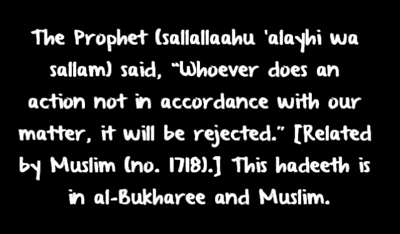 The Prophet (sallallaahu 'alayhi wa
sallam) said, "Whoever does an
action not in accordance with our
matter, it will be rejected." [Related
by Muslim (no. 1718).] This hadeeth is
in al-Bukharee and Muslim.